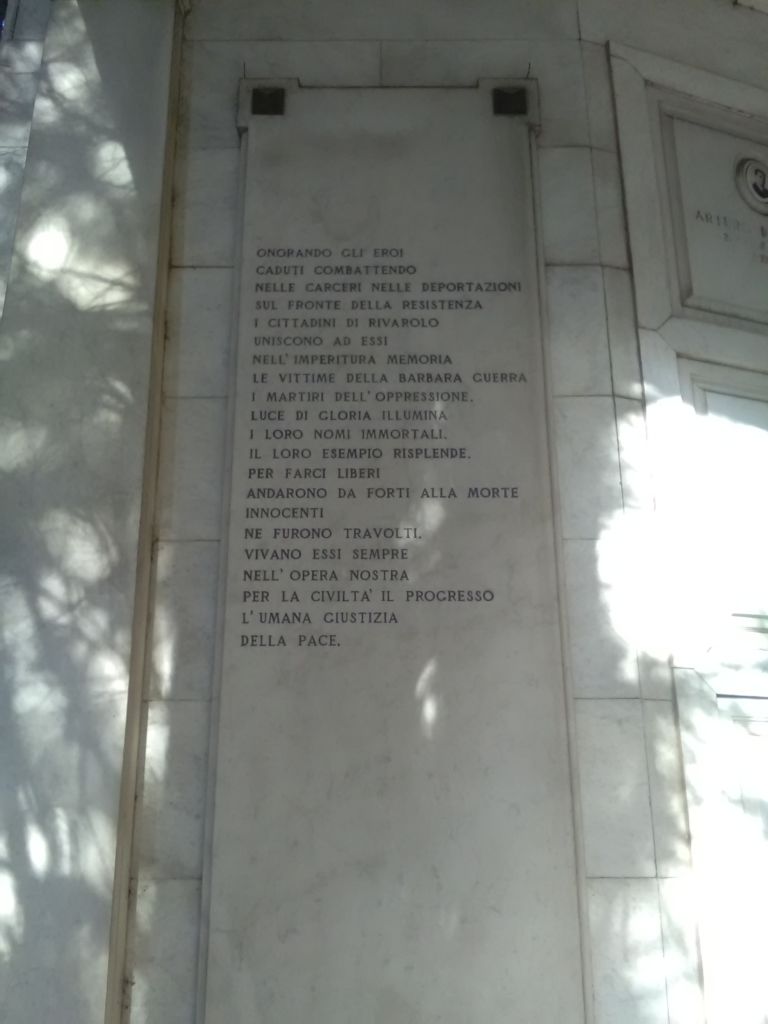 ONORANDO GLI EROI
CADUTI COMBATTENDO
NELLE CARCERI NELLE DEPORTAZIONI
SUL FRONTE DELLA RESISTENZA
I CITTADINI DI RIVAROLO
UNISCONO AD ESSI
NELL'IMPERITURA MEMORIA
LE VITTIME DELLA BARBARA GUERRA
I MARTIRI DELL'OPPRESSIONE.
LUCE DI GLORIA ILLUMINA
I LORO NOMI IMMORTALI.
IL LORO ESEMPIO RISPLENDE.
PER FARCI LIBERI
ANDARONO DA FORTI ALLA MORTE
INNOCENTI
NE FURONO TRAVOLTI.
VIVANO ESSI SEMPRE
NELL'OPERA NOSTRA
PER LA CIVILTA' IL PROGRESSO
L'UMANA GIUSTIZIA
DELLA PACE.